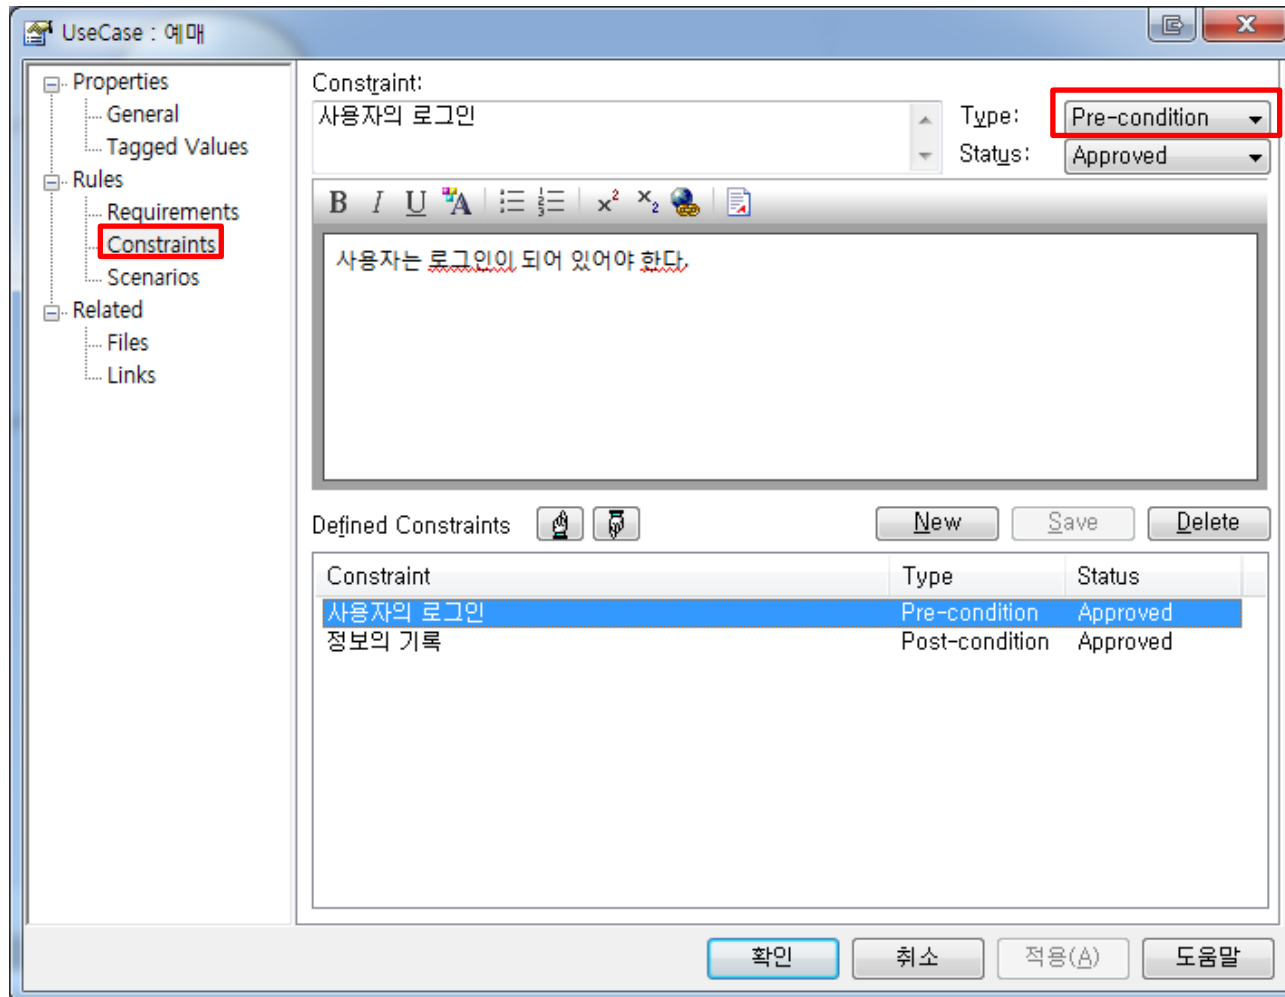 UseCase : 예매
Properties
General
Tagged Values
Rules
Requirements
Constraints
Scenarios
Related
Files
Links
Constraint:
사용자의 로그인
Type:
Pre-condition
Status:
Approved
B I U A x² x₂
사용자는 로그인이 되어 있어야 한다.
Defined Constraints
New
Save
Delete
Constraint Type Status
사용자의 로그인 Pre-condition Approved
정보의 기록 Post-condition Approved
확인
취소
적용(A)
도움말